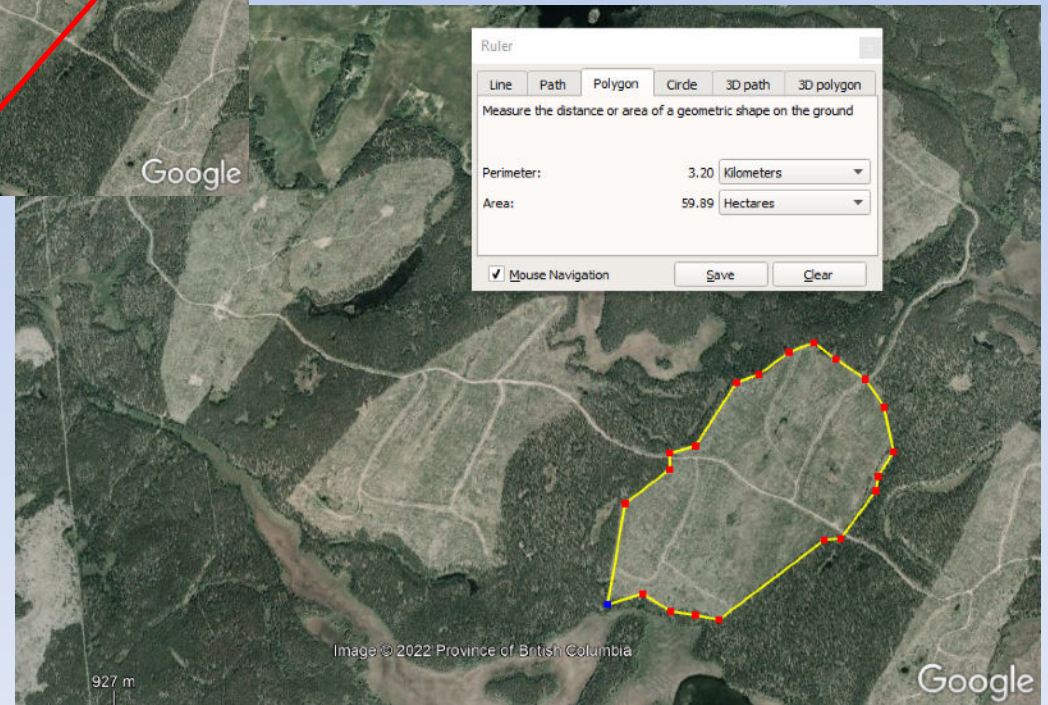 Google
Ruler
Line Path Polygon Circle 3D path 3D polygon
Measure the distance or area of a geometric shape on the ground
Perimeter: 3.20 Kilometers
Area: 59.89 Hectares
Mouse Navigation Save Clear
Image © 2022 Province of British Columbia
927 m
Google